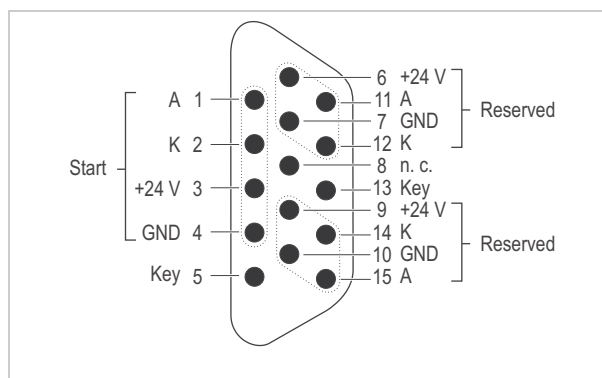 Start
A 1
K 2
+24 V 3
GND 4
Key 5
6 +24 V
11 A
7 GND
12 K
Reserved
8 n. c.
13 Key
9 +24 V
14 K
10 GND
15 A
Reserved